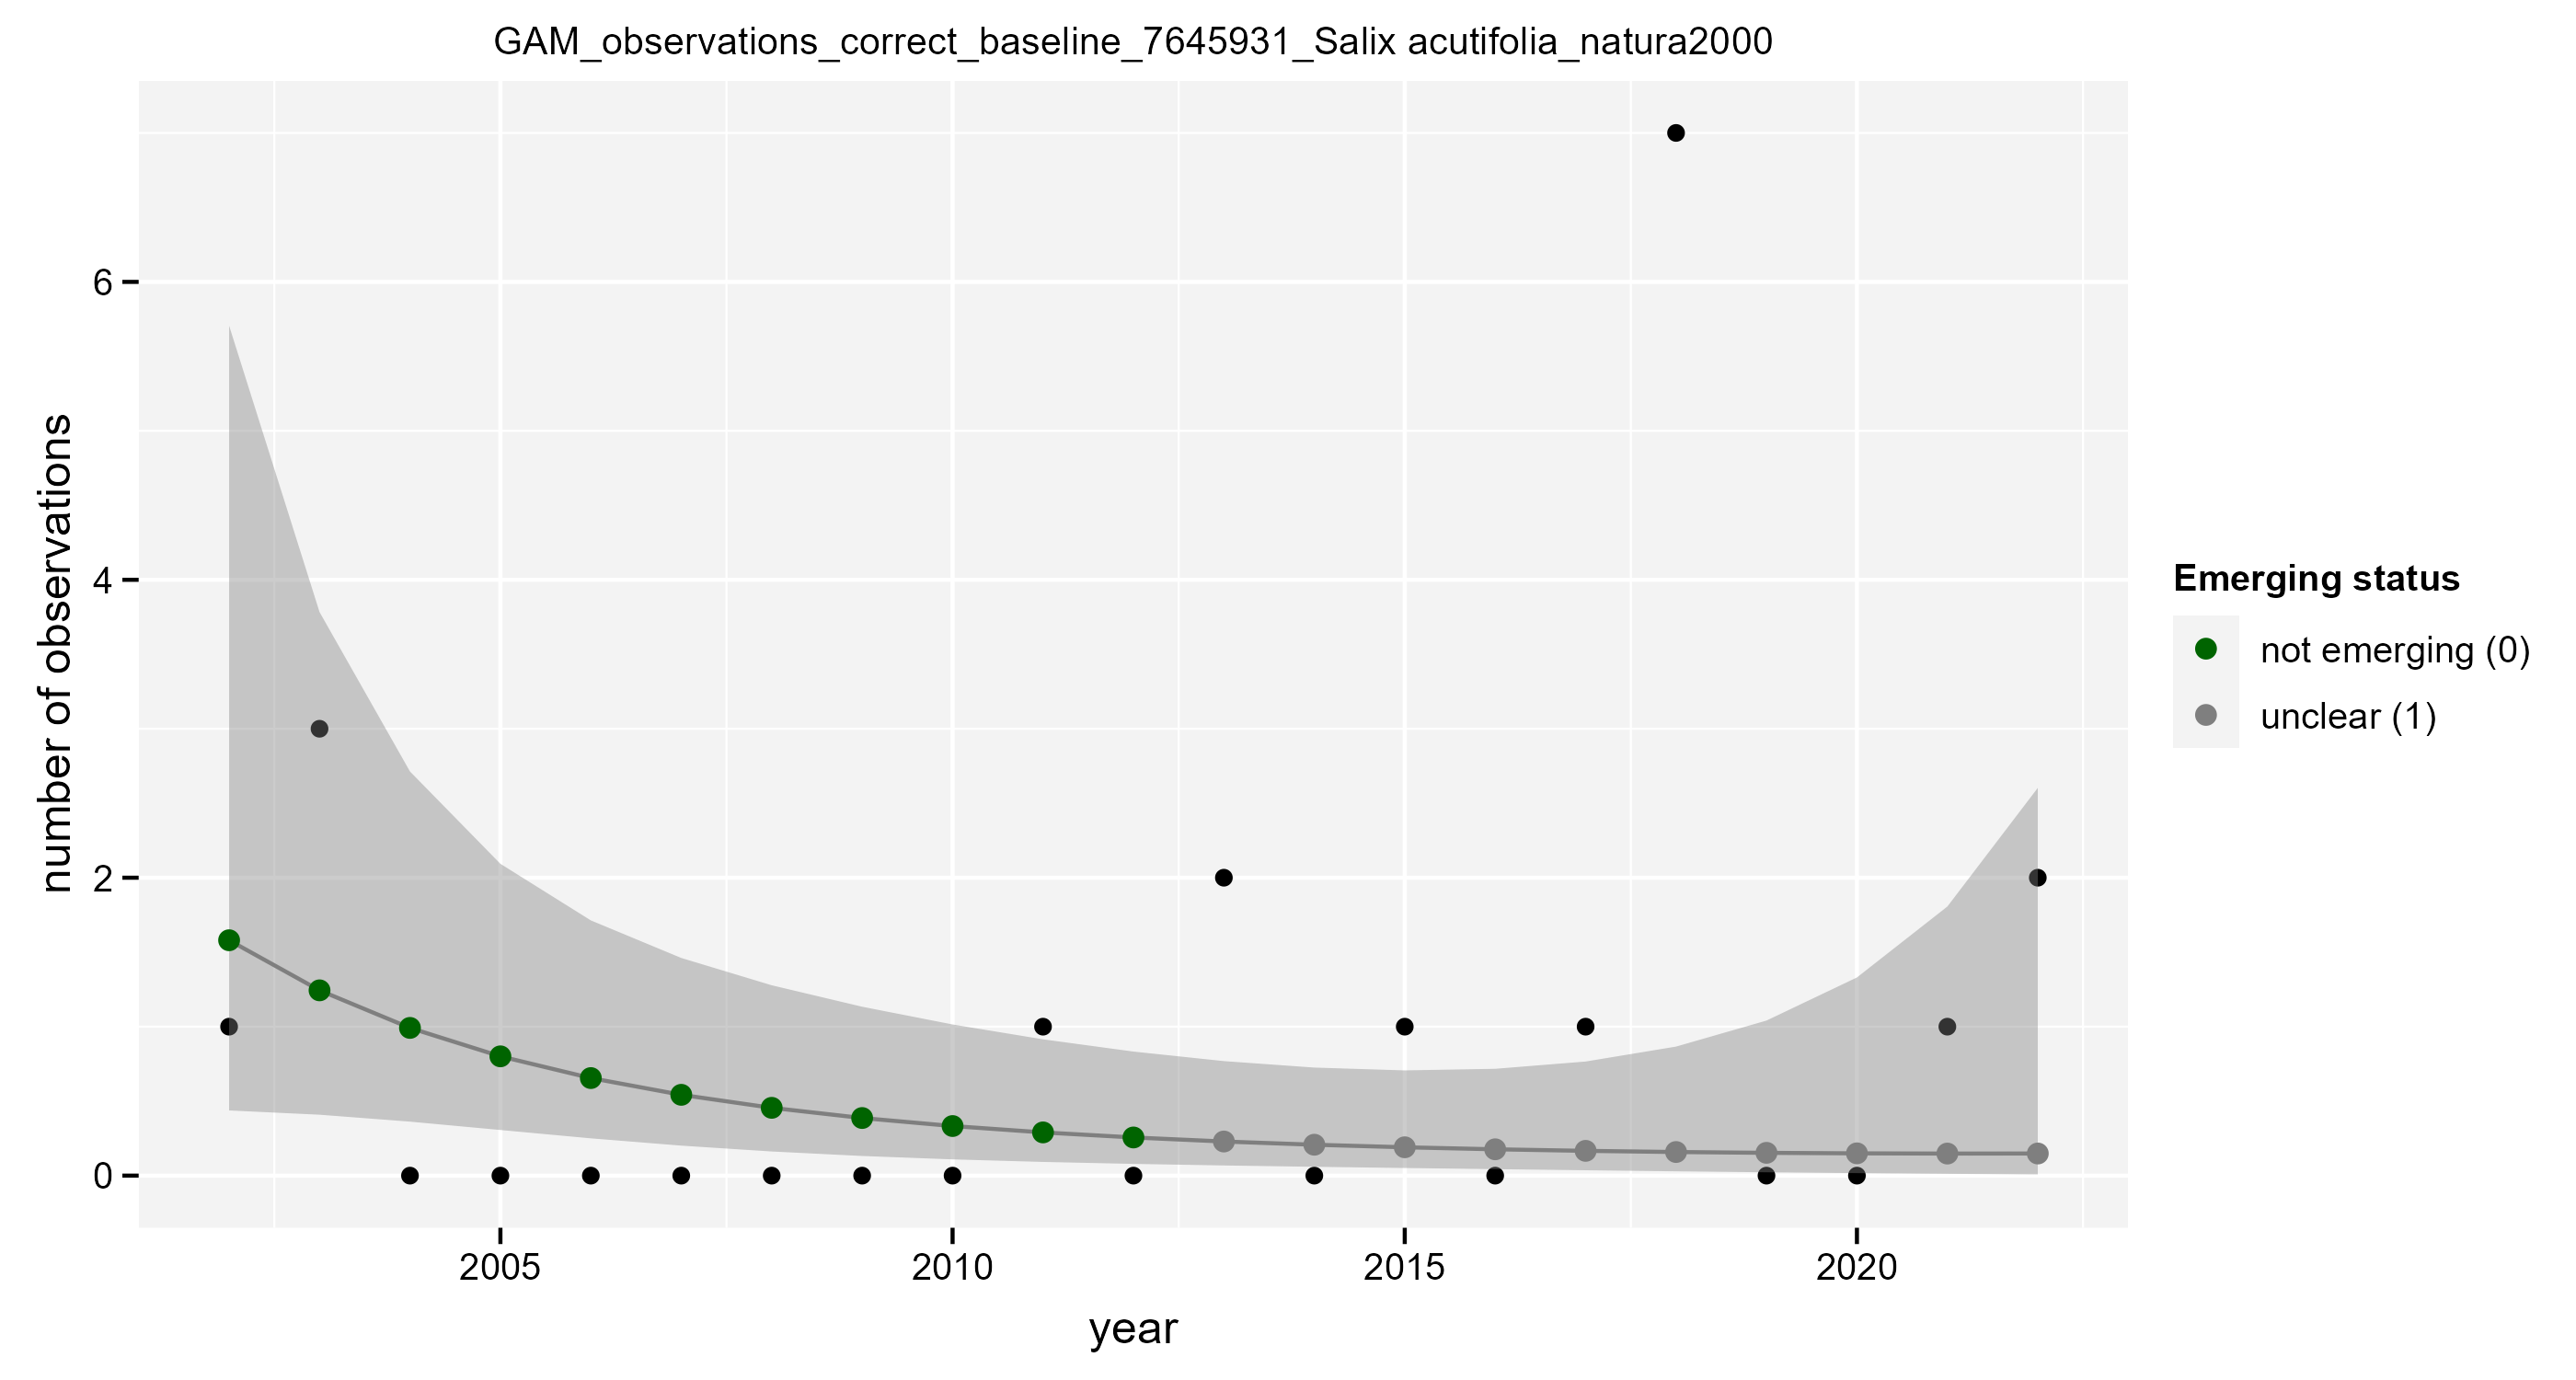 GAM_observations_correct_baseline_7645931_Salix acutifolia_natura2000
number of observations
6
4
2
0
2005
2010
2015
2020
year
Emerging status
not emerging (0)
unclear (1)